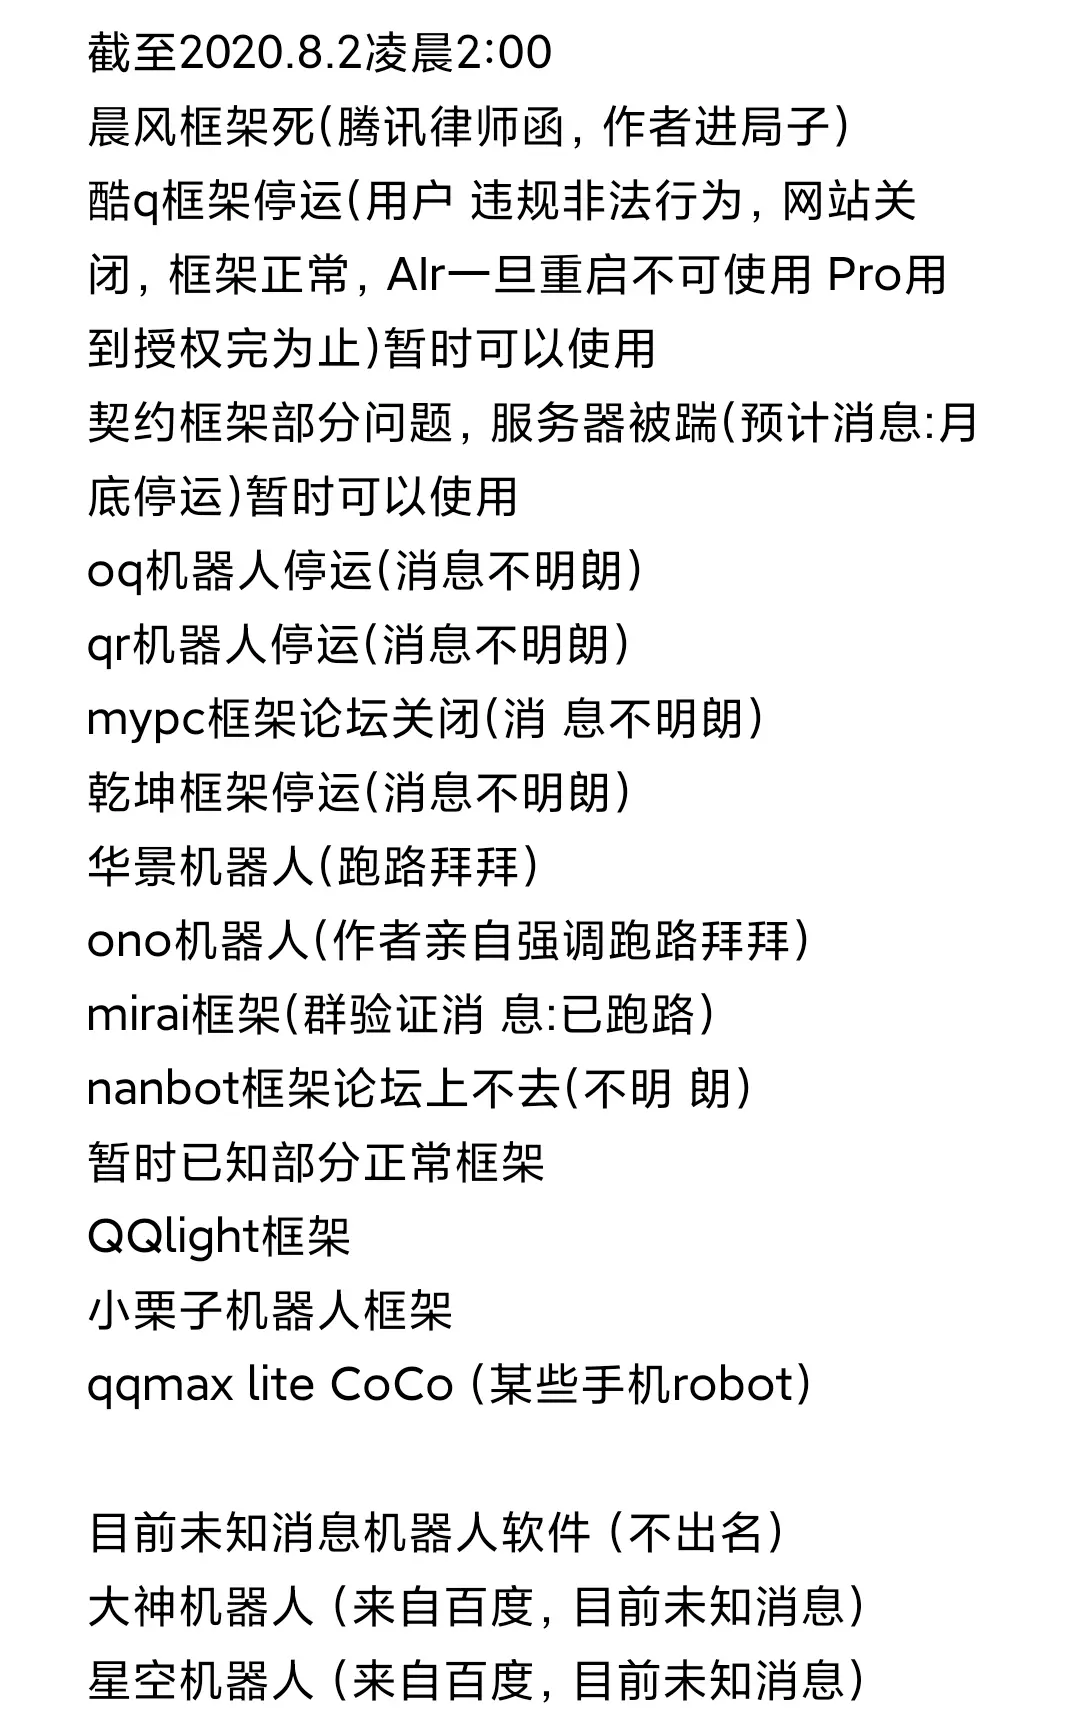 截至2020.8.2凌晨2:00
晨风框架死(腾讯律师函，作者进局子)
酷q框架停运(用户 违规非法行为，网站关
闭，框架正常，AIr一旦重启不可使用 Pro用
到授权完为止)暂时可以使用
契约框架部分问题，服务器被踹(预计消息:月
底停运)暂时可以使用
oq机器人停运(消息不明朗)
qr机器人停运(消息不明朗)
mypc框架论坛关闭(消 息不明朗)
乾坤框架停运(消息不明朗)
华景机器人(跑路拜拜)
ono机器人(作者亲自强调跑路拜拜)
mirai框架(群验证消 息:已跑路)
nanbot框架论坛上不去(不明 朗)
暂时已知部分正常框架
QQlight框架
小栗子机器人框架
qqmax lite CoCo (某些手机robot)
目前未知消息机器人软件 (不出名)
大神机器人 (来自百度，目前未知消息)
星空机器人 (来自百度，目前未知消息)